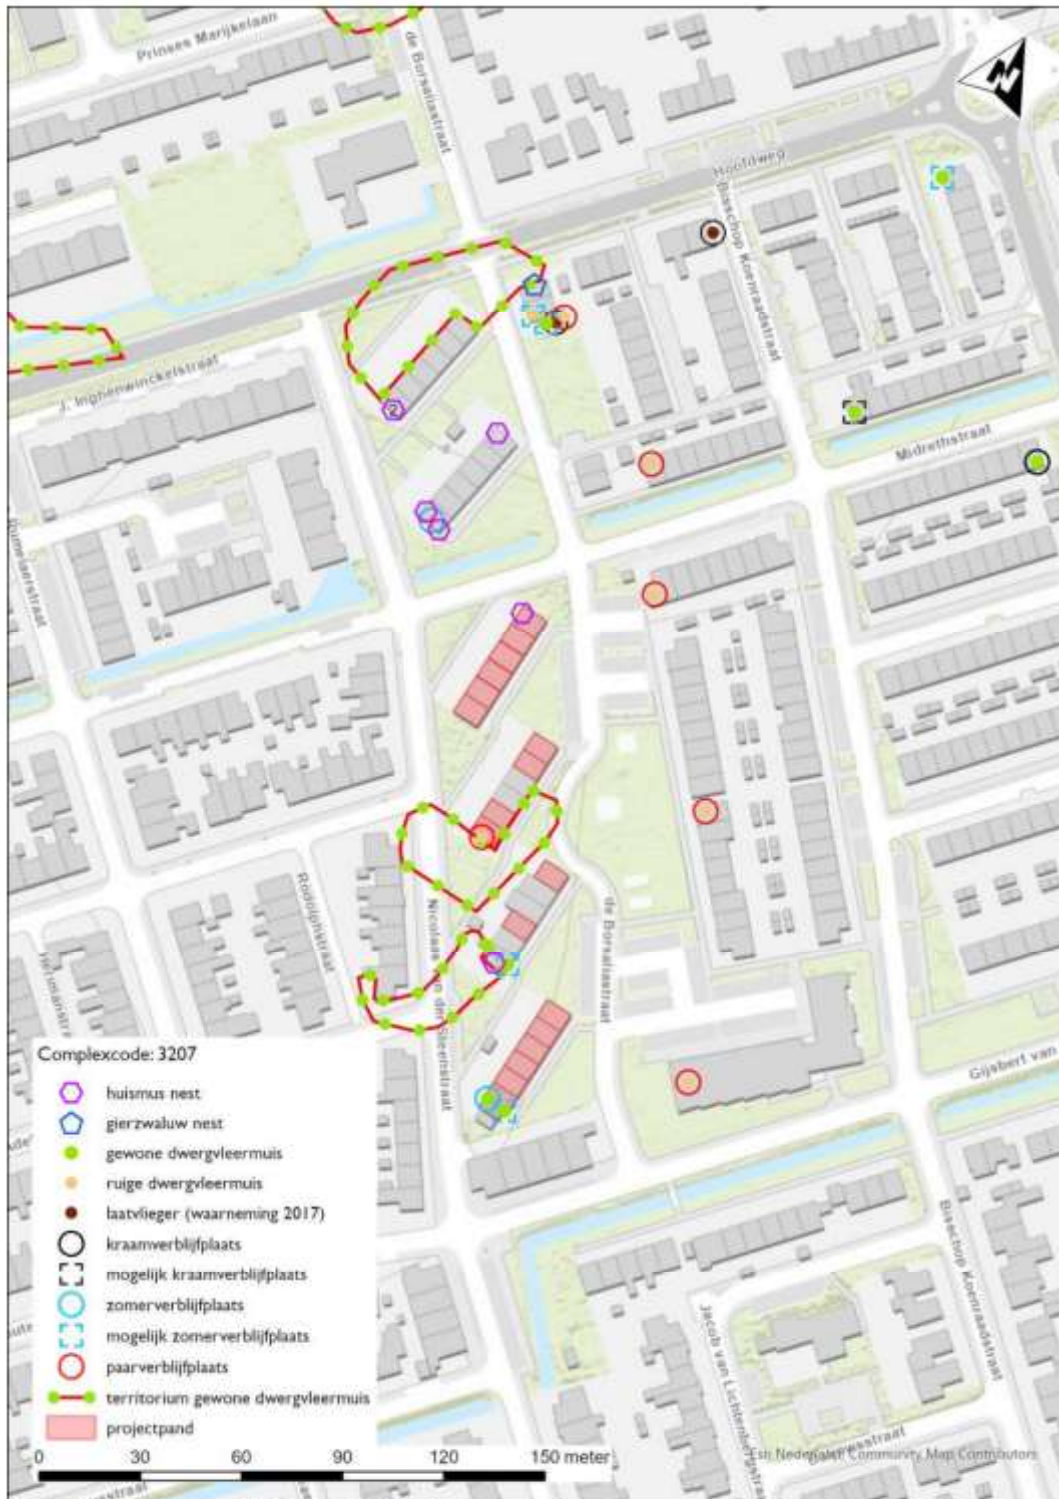 Prinses Marijkelaan
de Borsaliastraat
N
Hoofdweg
Bisschop Koenraadstraat
J. Inghenwinckelstraat
2
Midrethstraat
Rodolphstraat
de Borsaliastraat
Nicolaas van der Steenstraat
Gijsbert van
Complexcode: 3207
huismus nest
gierzwaluw nest
gewone dwergvleermuis
ruige dwergvleermuis
laatvlieger (waarneming 2017)
kraamverblijfplaats
mogelijk kraamverblijfplaats
zomerverblijfplaats
mogelijk zomerverblijfplaats
paarverblijfplaats
territorium gewone dwergvleermuis
projectpand
Bisschop Koenraadstraat
Jacob van Lichtenbergstraat
Esri Nederland, Community Map Contributors
0 30 60 90 120 150 meter